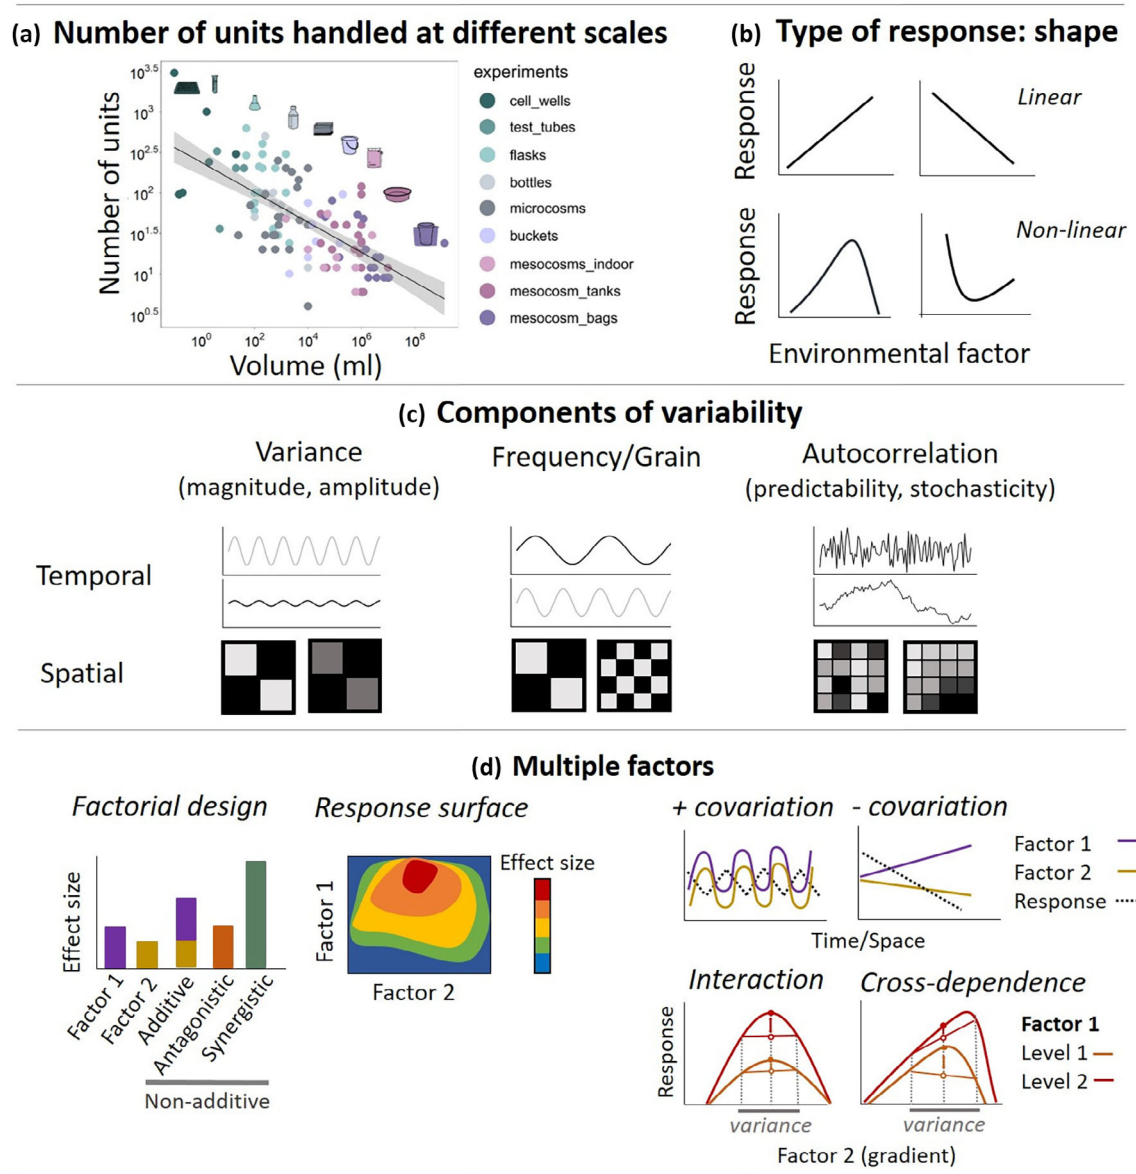 (a) Number of units handled at different scales
Number of units
10^3.5
10^3
10^2.5
10^2
10^1.5
10^1
10^0.5
10^0
10^2
10^4
10^6
10^8
Volume (ml)
experiments
cell_wells
test_tubes
flasks
bottles
microcosms
buckets
mesocosms_indoor
mesocosm_tanks
mesocosm_bags
(b) Type of response: shape
Response
Linear
Response
Non-linear
Environmental factor
(c) Components of variability
Variance
(magnitude, amplitude)
Frequency/Grain
Autocorrelation
(predictability, stochasticity)
Temporal
Spatial
(d) Multiple factors
Factorial design
Effect size
Factor 1
Factor 2
Additive
Antagonistic
Synergistic
Non-additive
Response surface
Factor 1
Factor 2
Effect size
+ covariation
- covariation
Factor 1
Factor 2
Response
Time/Space
Interaction
Cross-dependence
Response
variance
variance
Factor 1
Level 1
Level 2
Factor 2 (gradient)